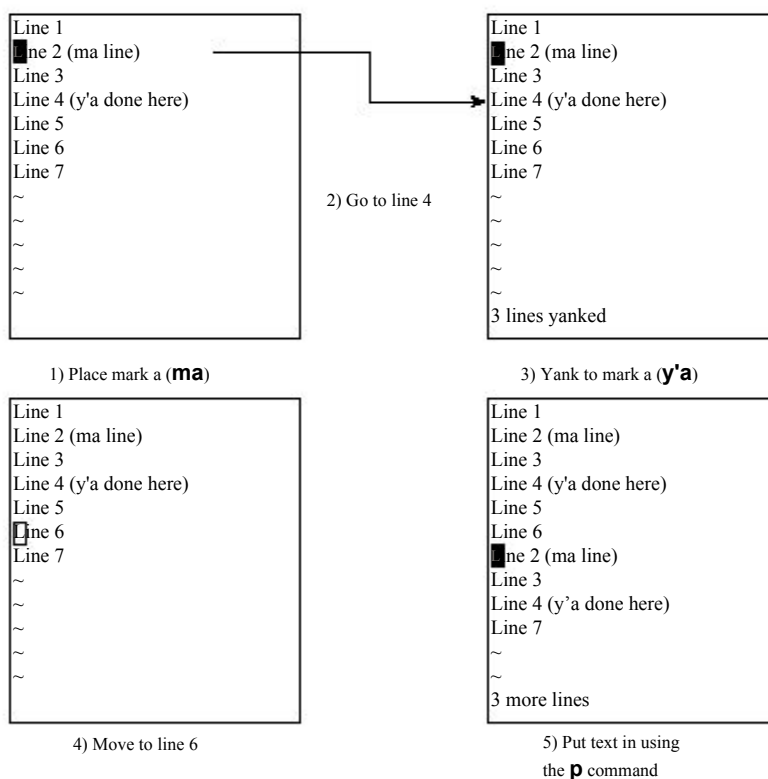 Line 1
Line 2 (ma line)
Line 3
Line 4 (y'a done here)
Line 5
Line 6
Line 7
~
~
~
~
~
1) Place mark a (ma)
2) Go to line 4
Line 1
Line 2 (ma line)
Line 3
Line 4 (y'a done here)
Line 5
Line 6
Line 7
~
~
~
~
~
3 lines yanked
3) Yank to mark a (y'a)
Line 1
Line 2 (ma line)
Line 3
Line 4 (y'a done here)
Line 5
Line 6
Line 7
~
~
~
~
~
4) Move to line 6
Line 1
Line 2 (ma line)
Line 3
Line 4 (y'a done here)
Line 5
Line 6
Line 2 (ma line)
Line 3
Line 4 (y’a done here)
Line 7
~
~
3 more lines
5) Put text in using
the p command